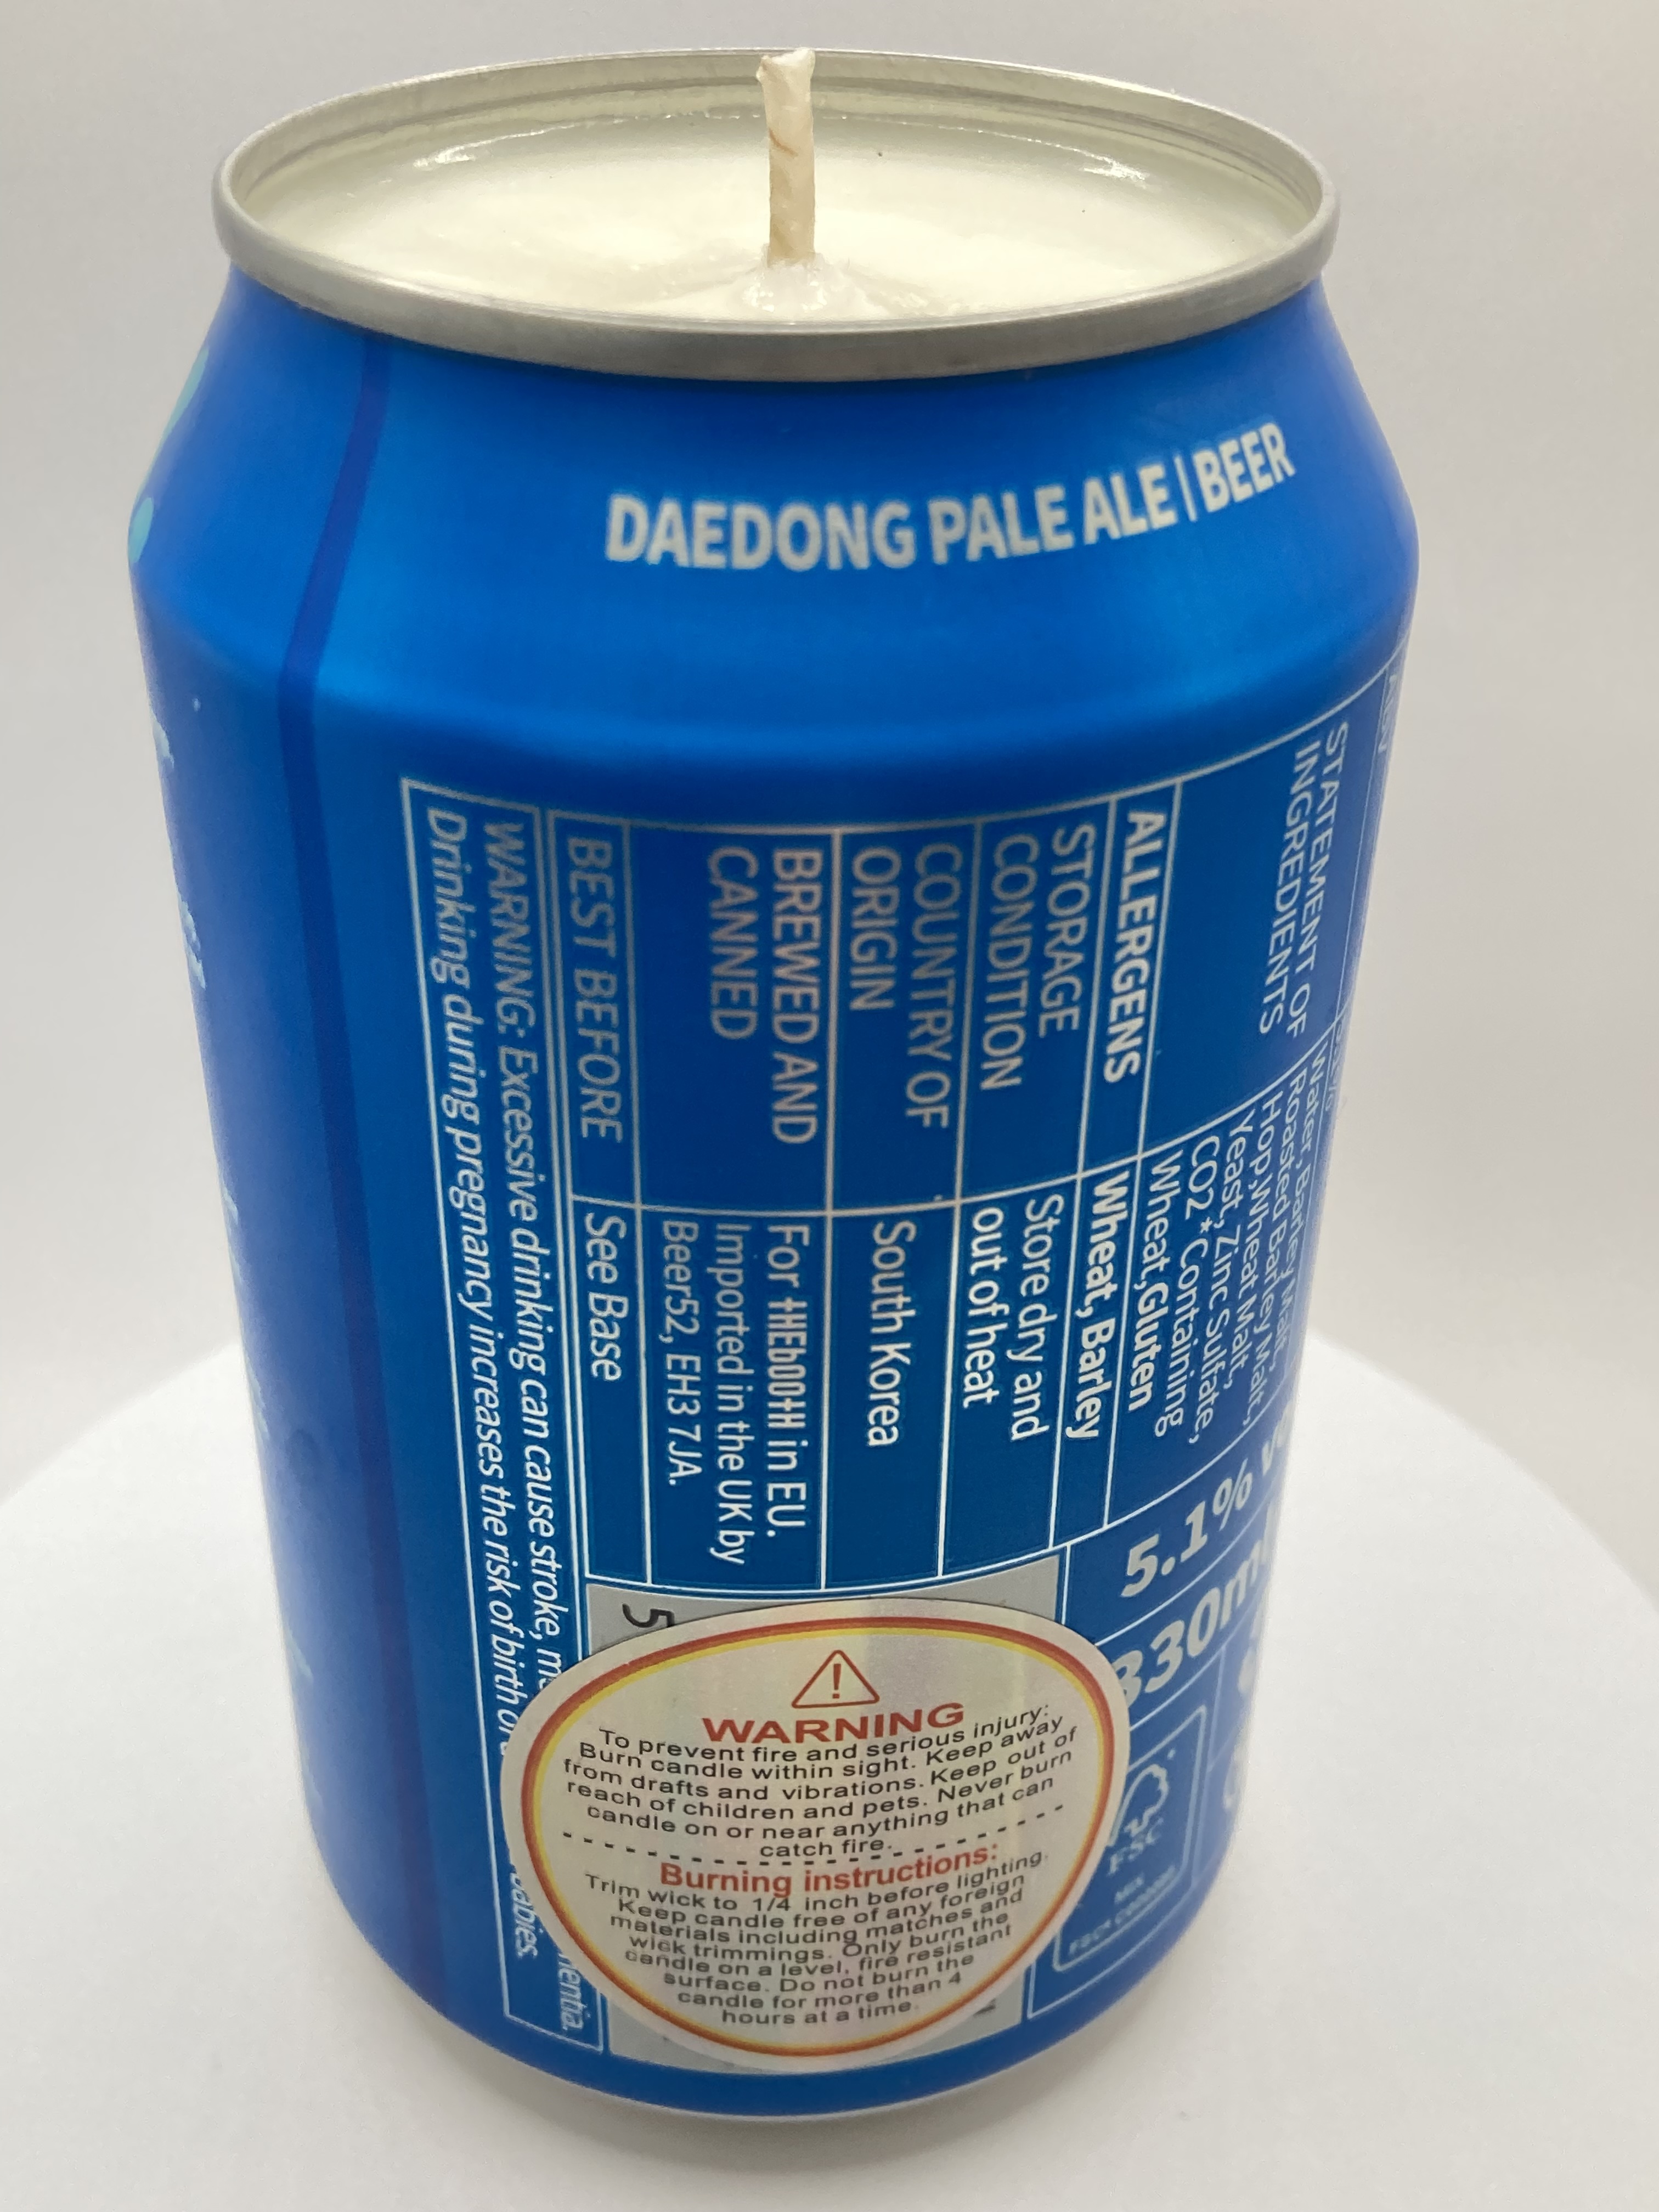 DAEDONG PALE ALE | BEER
STATEMENT OF
INGREDIENTS
Water, Barley Malt,
Roasted Barley Malt,
Hop, Wheat Malt,
Yeast, Zinc Sulfate,
CO2 *Containing
Wheat, Gluten
ALLERGENS
Wheat, Barley
STORAGE
CONDITION
Store dry and
out of heat
COUNTRY OF
ORIGIN
South Korea
BREWED AND
CANNED
For tHEb00tH in EU.
Imported in the UK by
Beer52, EH3 7JA.
BEST BEFORE
See Base
WARNING: Excessive drinking can cause stroke,
Drinking during pregnancy increases the risk of birth
5.1%
330m
5
FSC
MIX
WARNING
To prevent fire and serious injury:
Burn candle within sight. Keep away
from drafts and vibrations. Keep out of
reach of children and pets. Never burn
candle on or near anything that can
catch fire.
Burning instructions:
Trim wick to 1/4 inch before lighting.
Keep candle free of any foreign
materials including matches and
wick trimmings. Only burn the
candle on a level, fire resistant
surface. Do not burn the
candle for more than 4
hours at a time.